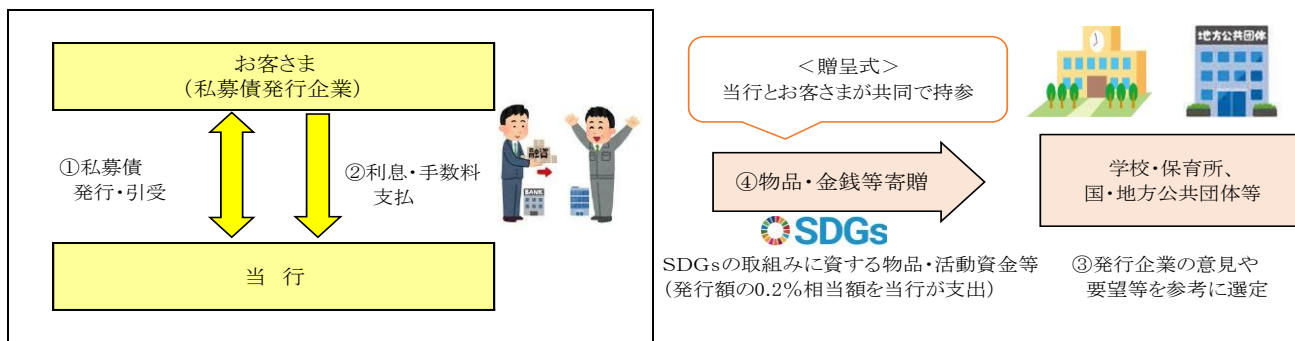 お客さま
(私募債発行企業)
①私募債
発行・引受
②利息・手数料
支払
融資
BANK
当 行
<贈呈式>
当行とお客さまが共同で持参
④物品・金銭等寄贈
SDGs
SDGsの取組みに資する物品・活動資金等
(発行額の0.2%相当額を当行が支出)
地方公共団体
学校・保育所、
国・地方公共団体等
③発行企業の意見や
要望等を参考に選定